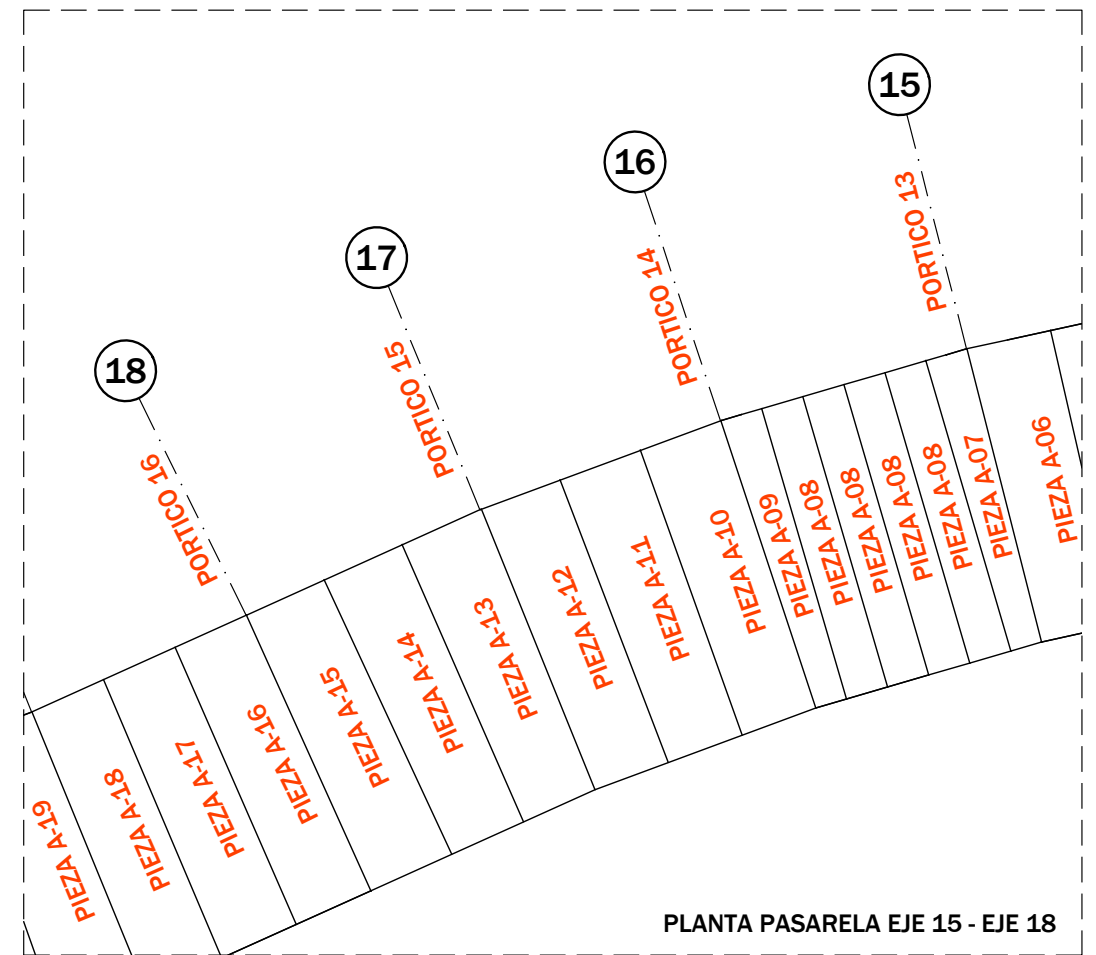 15
16
17
18
PORTICO 13
PORTICO 14
PORTICO 15
PORTICO 16
PIEZA A-19
PIEZA A-18
PIEZA A-17
PIEZA A-16
PIEZA A-15
PIEZA A-14
PIEZA A-13
PIEZA A-12
PIEZA A-11
PIEZA A-10
PIEZA A-09
PIEZA A-08
PIEZA A-08
PIEZA A-08
PIEZA A-08
PIEZA A-07
PIEZA A-06
PLANTA PASARELA EJE 15 - EJE 18